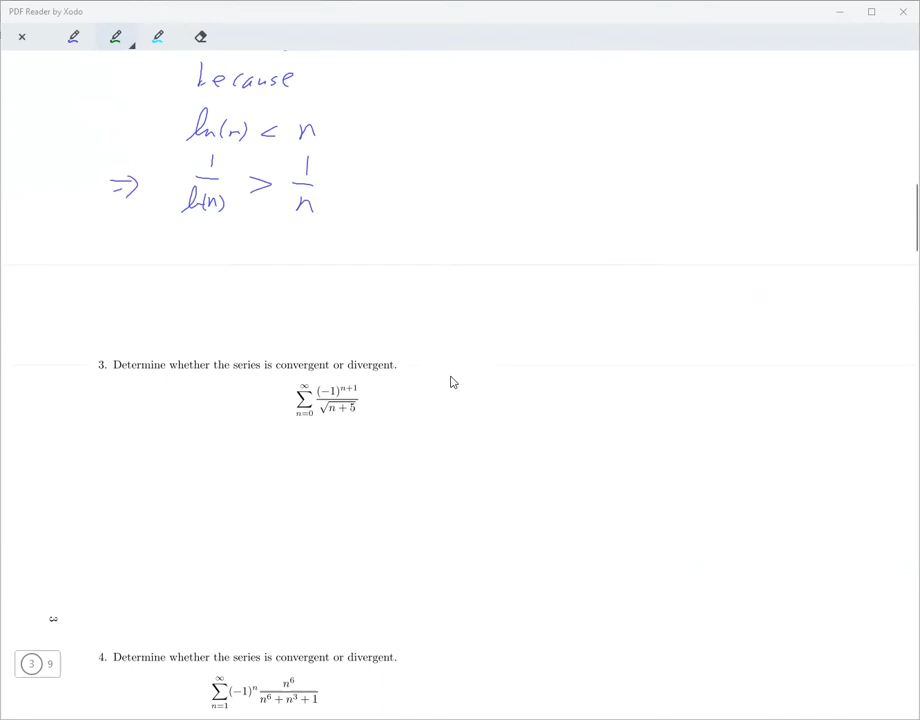 PDF Reader by Xodo
because
ln(n) < n
⇒ 1/ln(n) > 1/n
3. Determine whether the series is convergent or divergent.
∑_{n=0}^{∞} (−1)^{n+1}/√(n + 5)
3
3 9
4. Determine whether the series is convergent or divergent.
∑_{n=1}^{∞} (−1)^n n^6/(n^6 + n^3 + 1)